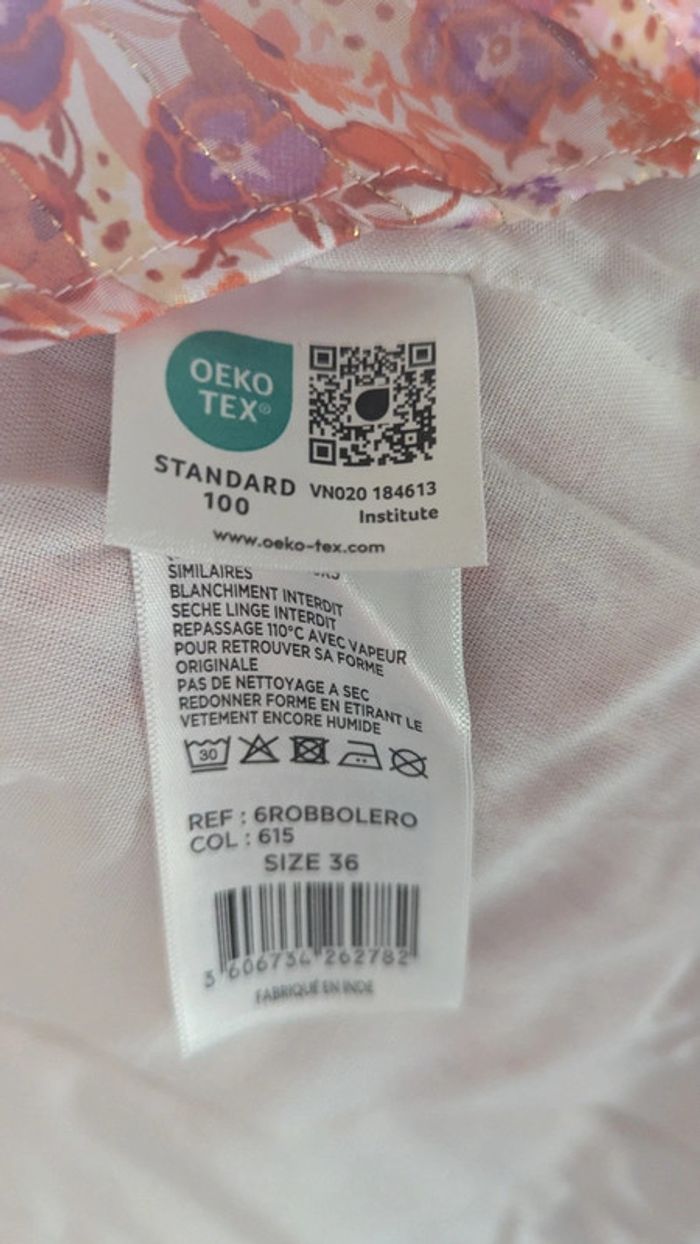 OEKO
TEX®
STANDARD
100
VN020 184613
Institute
www.oeko-tex.com
SIMILAIRES
BLANCHIMENT INTERDIT
SECHE LINGE INTERDIT
REPASSAGE 110°C AVEC VAPEUR
POUR RETROUVER SA FORME
ORIGINALE
PAS DE NETTOYAGE A SEC
REDONNER FORME EN ETIRANT LE
VETEMENT ENCORE HUMIDE
30
REF : 6ROBBOLERO
COL : 615
SIZE 36
3 606734 262782
FABRIQUÉ EN INDE